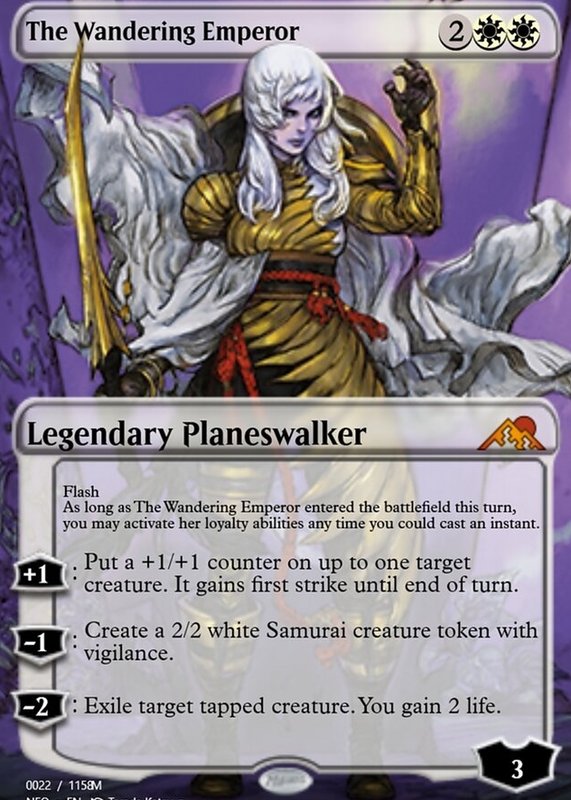 The Wandering Emperor 2
Legendary Planeswalker
Flash
As long as The Wandering Emperor entered the battlefield this turn,
you may activate her loyalty abilities any time you could cast an instant.
+1 : Put a +1/+1 counter on up to one target
creature. It gains first strike until end of turn.
−1 : Create a 2/2 white Samurai creature token with
vigilance.
−2 : Exile target tapped creature. You gain 2 life.
3
0022 / 1158M